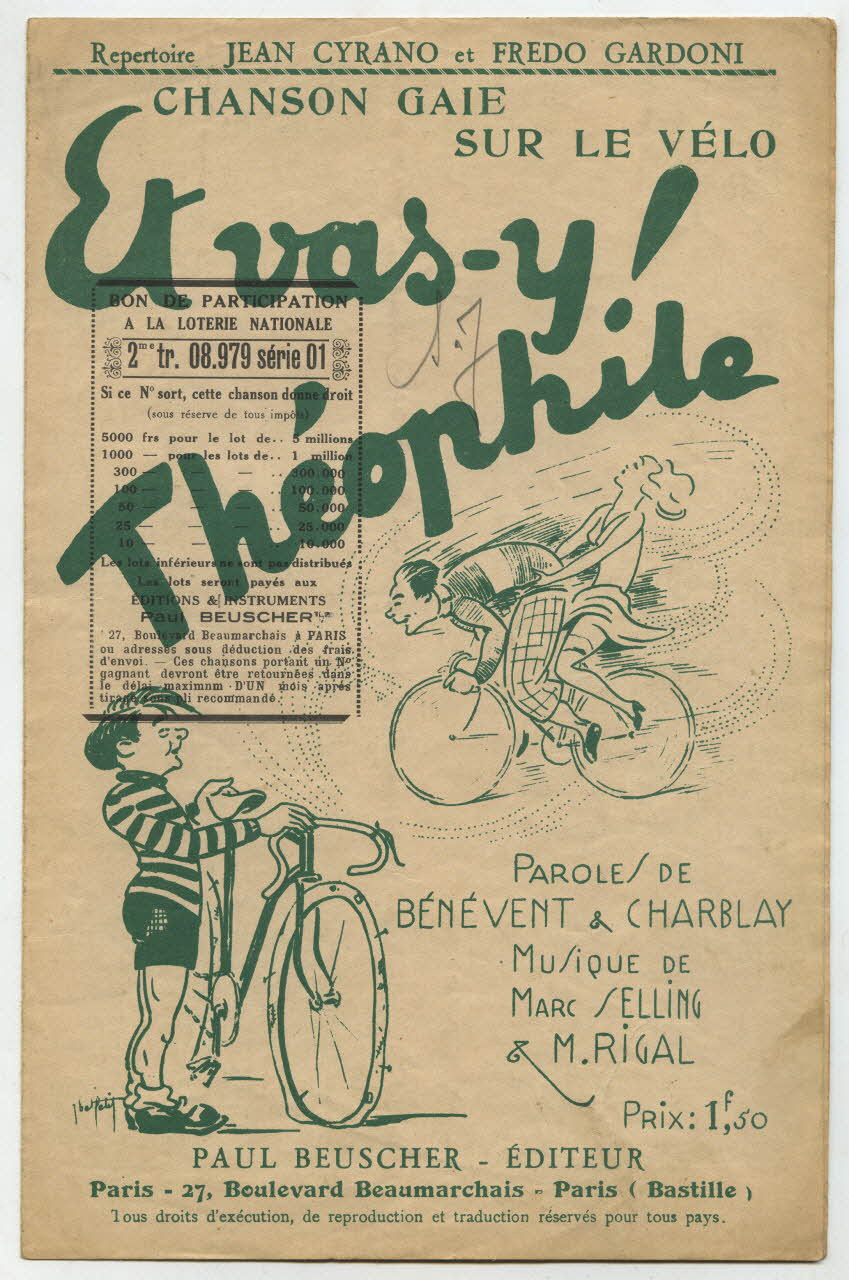 Repertoire JEAN CYRANO et FREDO GARDONI
CHANSON GAIE
SUR LE VÉLO
Et vas-y!
Théophile
BON DE PARTICIPATION
A LA LOTERIE NATIONALE
2me tr. 08.979 série 01
Si ce No sort, cette chanson donne droit
(sous réserve de tous impôts)
5000 frs pour le lot de.. 5 millions
1000 — pour les lots de.. 1 million
300 — — — .. 300.000
100 — — — .. 100.000
50 — — — .. 50.000
25 — — — .. 25.000
10 — — — .. 10.000
Les lots inférieurs ne sont pas distribués
Les lots seront payés aux
ÉDITIONS & INSTRUMENTS
Paul BEUSCHER
27, Boulevard Beaumarchais à PARIS
ou adressés sous déduction des frais
d'envoi. — Ces chansons portant un No
gagnant devront être retournées dans
le délai maximnm D'UN mois après
tirage sous pli recommandé.
PAROLES DE
BÉNÉVENT & CHARBLAY
MUSIQUE DE
MARC SELLING
& M. RIGAL
PRIX: 1f,50
PAUL BEUSCHER - ÉDITEUR
Paris - 27, Boulevard Beaumarchais - Paris ( Bastille )
Tous droits d'exécution, de reproduction et traduction réservés pour tous pays.